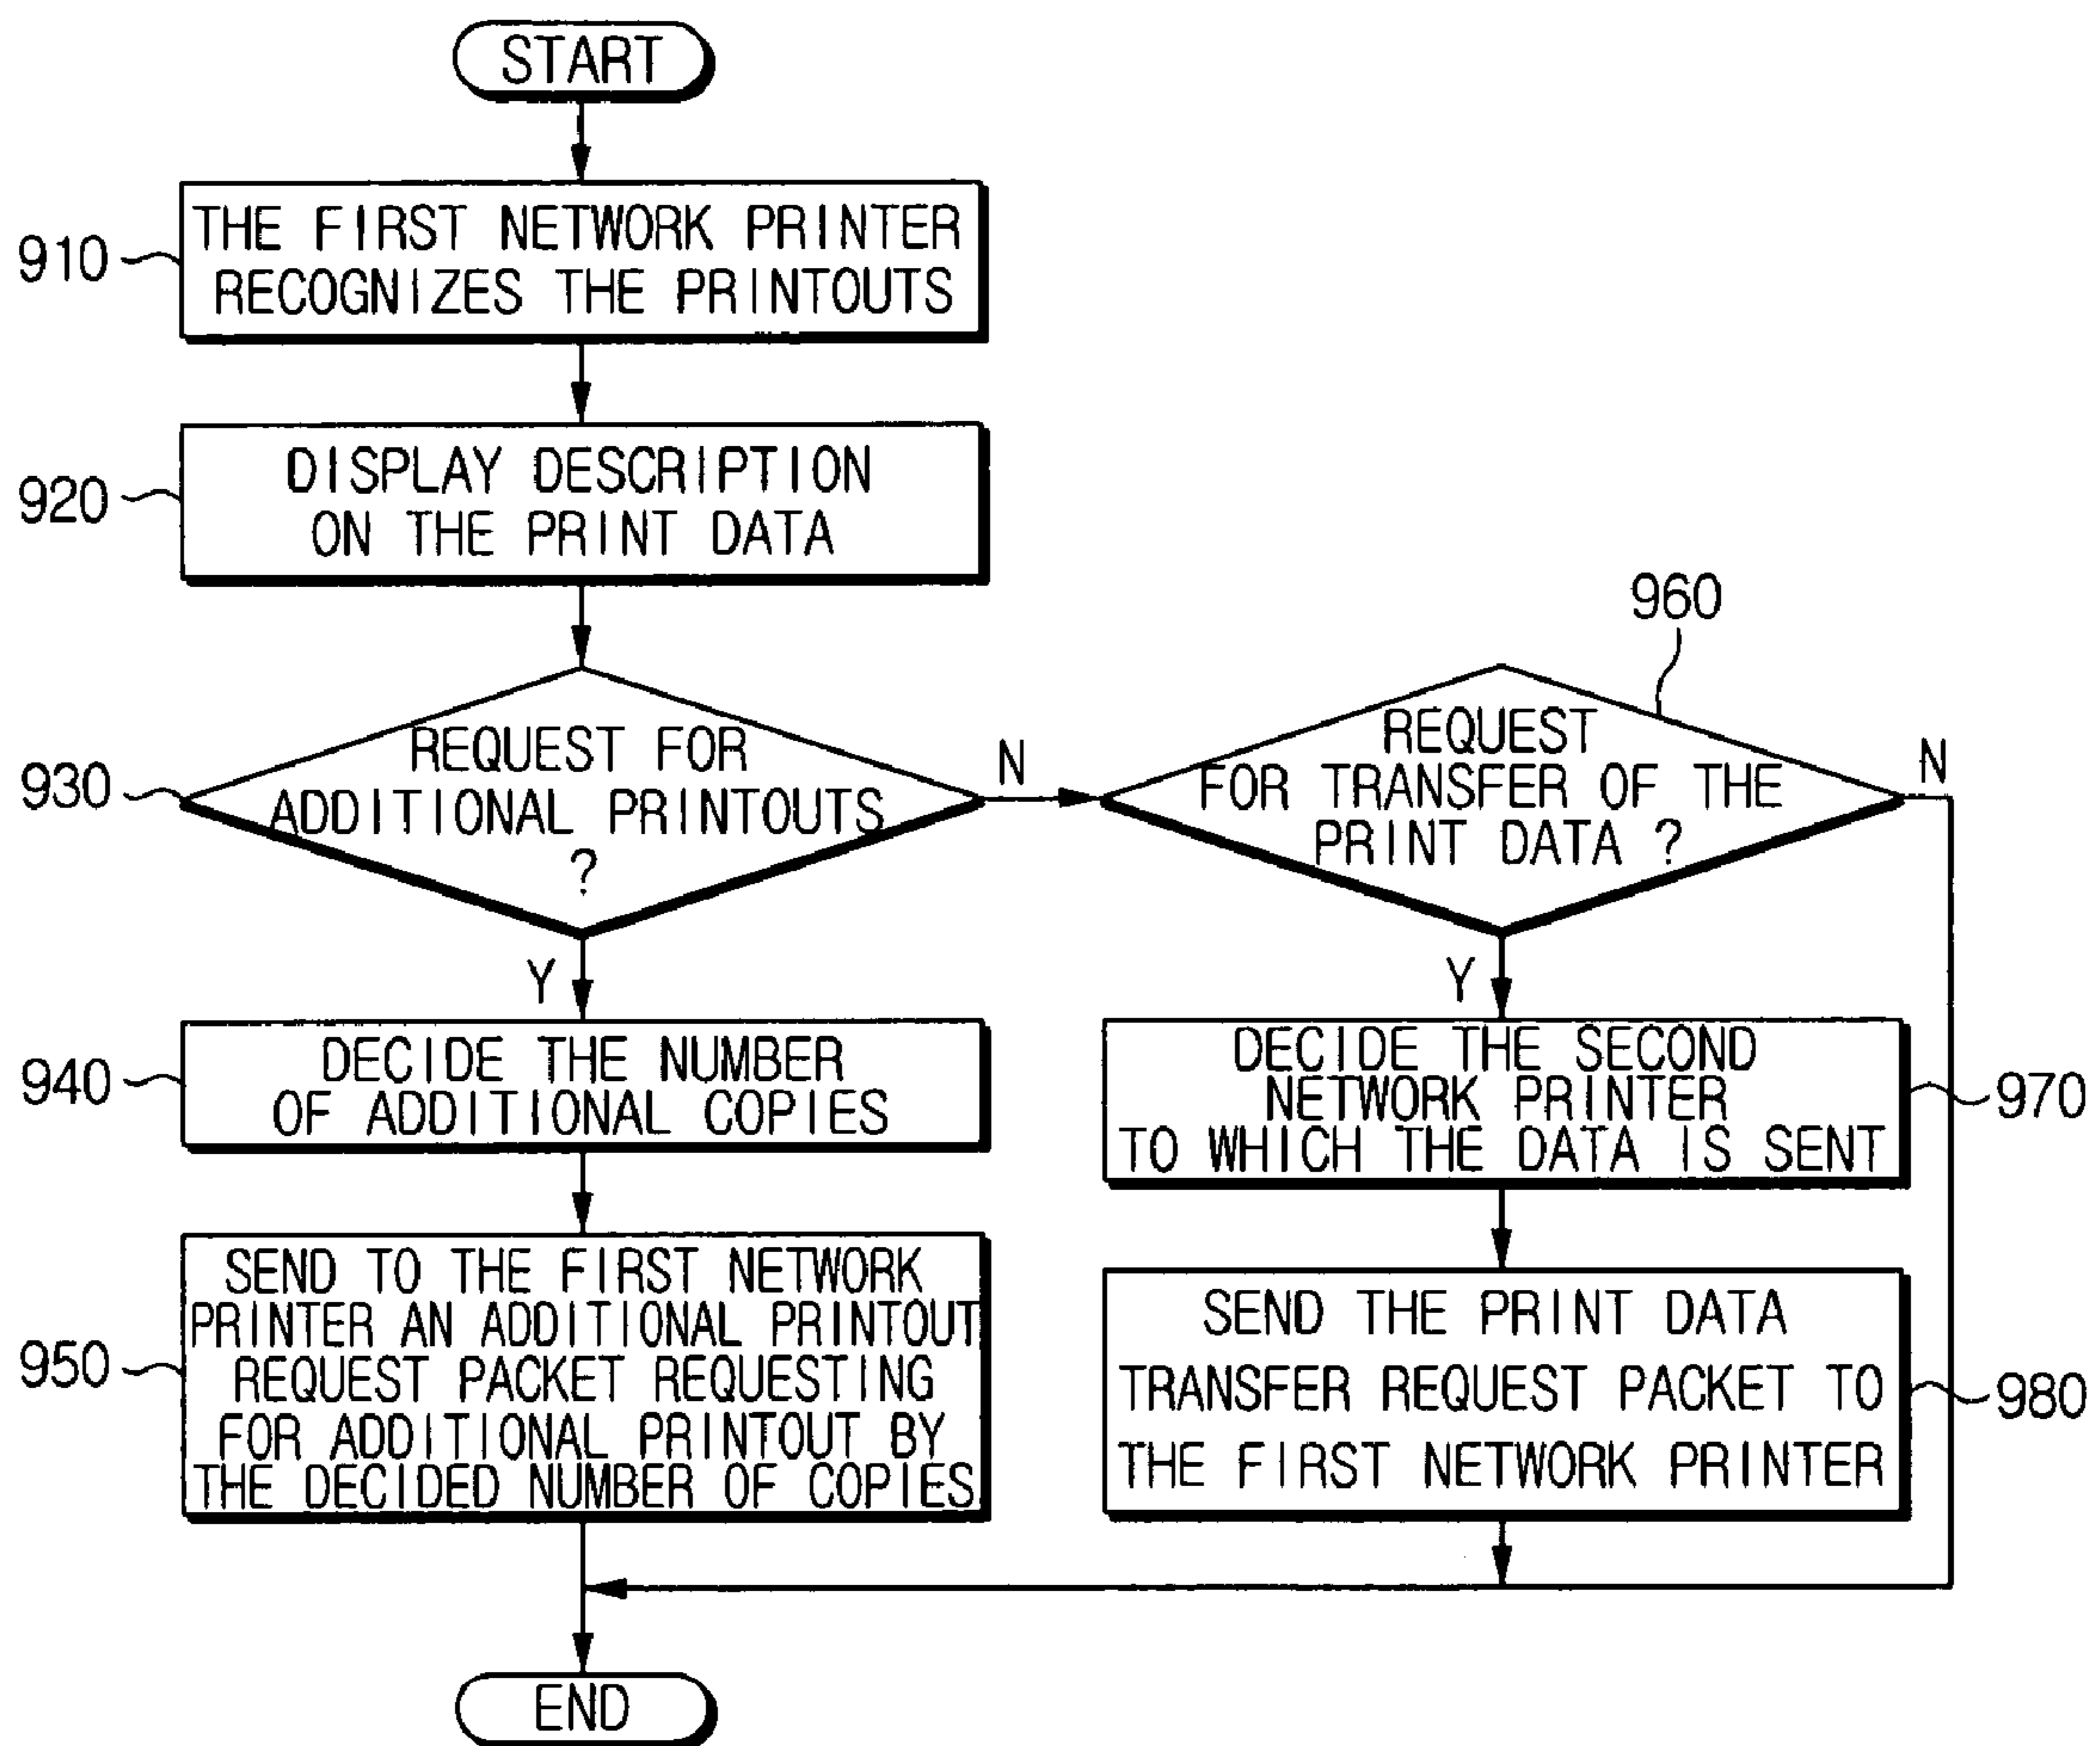 START
910
THE FIRST NETWORK PRINTER
RECOGNIZES THE PRINTOUTS
920
DISPLAY DESCRIPTION
ON THE PRINT DATA
930
REQUEST FOR
ADDITIONAL PRINTOUTS
?
N
Y
960
REQUEST
FOR TRANSFER OF THE
PRINT DATA ?
N
Y
940
DECIDE THE NUMBER
OF ADDITIONAL COPIES
950
SEND TO THE FIRST NETWORK
PRINTER AN ADDITIONAL PRINTOUT
REQUEST PACKET REQUESTING
FOR ADDITIONAL PRINTOUT BY
THE DECIDED NUMBER OF COPIES
DECIDE THE SECOND
NETWORK PRINTER
TO WHICH THE DATA IS SENT
970
SEND THE PRINT DATA
TRANSFER REQUEST PACKET TO
THE FIRST NETWORK PRINTER
980
END